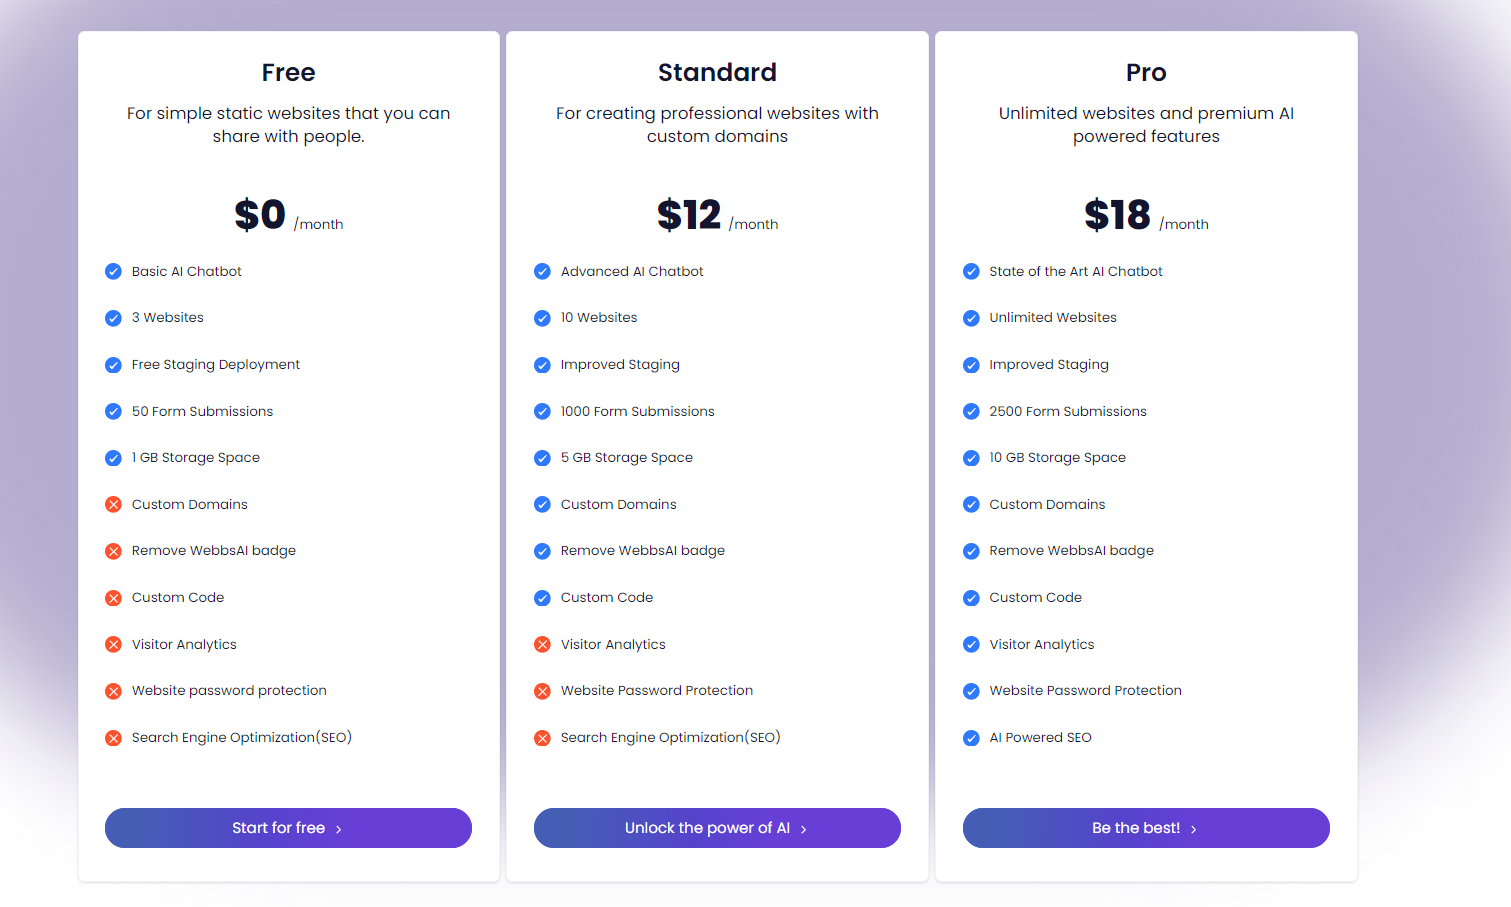 Free
For simple static websites that you can
share with people.
$0 /month
Basic AI Chatbot
3 Websites
Free Staging Deployment
50 Form Submissions
1 GB Storage Space
Custom Domains
Remove WebbsAI badge
Custom Code
Visitor Analytics
Website password protection
Search Engine Optimization(SEO)
Start for free
Standard
For creating professional websites with
custom domains
$12 /month
Advanced AI Chatbot
10 Websites
Improved Staging
1000 Form Submissions
5 GB Storage Space
Custom Domains
Remove WebbsAI badge
Custom Code
Visitor Analytics
Website Password Protection
Search Engine Optimization(SEO)
Unlock the power of AI
Pro
Unlimited websites and premium AI
powered features
$18 /month
State of the Art AI Chatbot
Unlimited Websites
Improved Staging
2500 Form Submissions
10 GB Storage Space
Custom Domains
Remove WebbsAI badge
Custom Code
Visitor Analytics
Website Password Protection
AI Powered SEO
Be the best!